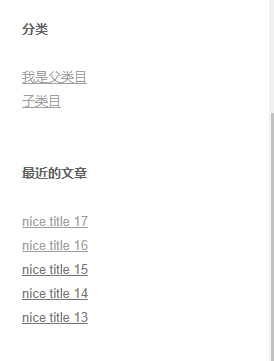 分类
我是父类目
子类目
最近的文章
nice title 17
nice title 16
nice title 15
nice title 14
nice title 13